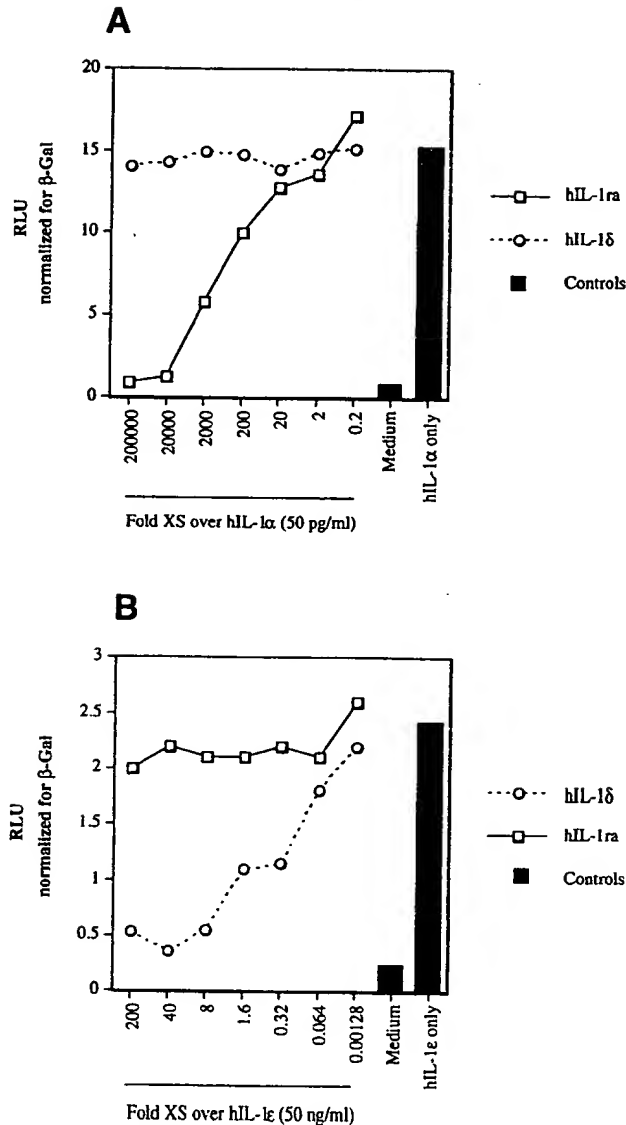 A
20
15
10
5
0
RLU
normalized for β-Gal
200000
20000
2000
200
20
2
0.2
Medium
hIL-1α only
Fold XS over hIL-1α (50 pg/ml)
hIL-1ra
hIL-1δ
Controls
B
3
2.5
2
1.5
1
0.5
0
RLU
normalized for β-Gal
200
40
8
1.6
0.32
0.064
0.00128
Medium
hIL-1ε only
Fold XS over hIL-1ε (50 ng/ml)
hIL-1δ
hIL-1ra
Controls